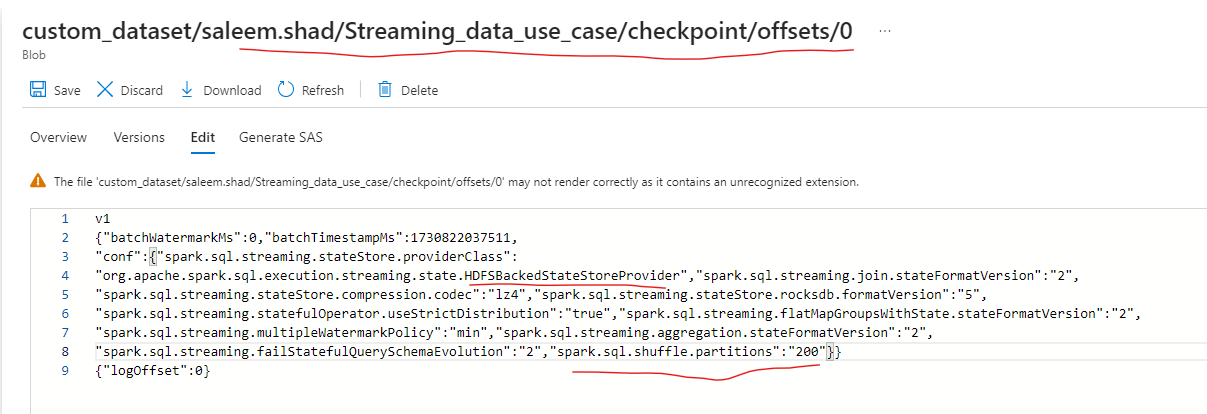 custom_dataset/saleem.shad/Streaming_data_use_case/checkpoint/offsets/0 ...
Blob
Save Discard Download Refresh Delete
Overview Versions Edit Generate SAS
The file 'custom_dataset/saleem.shad/Streaming_data_use_case/checkpoint/offsets/0' may not render correctly as it contains an unrecognized extension.
1 v1
2 {"batchWatermarkMs":0,"batchTimestampMs":1730822037511,
3 "conf":{"spark.sql.streaming.stateStore.providerClass":
4 "org.apache.spark.sql.execution.streaming.state.HDFSBackedStateStoreProvider","spark.sql.streaming.join.stateFormatVersion":"2",
5 "spark.sql.streaming.stateStore.compression.codec":"lz4","spark.sql.streaming.stateStore.rocksdb.formatVersion":"5",
6 "spark.sql.streaming.statefulOperator.useStrictDistribution":"true","spark.sql.streaming.flatMapGroupsWithState.stateFormatVersion":"2",
7 "spark.sql.streaming.multipleWatermarkPolicy":"min","spark.sql.streaming.aggregation.stateFormatVersion":"2",
8 "spark.sql.streaming.failStatefulQuerySchemaEvolution":"2","spark.sql.shuffle.partitions":"200"}}
9 {"logOffset":0}